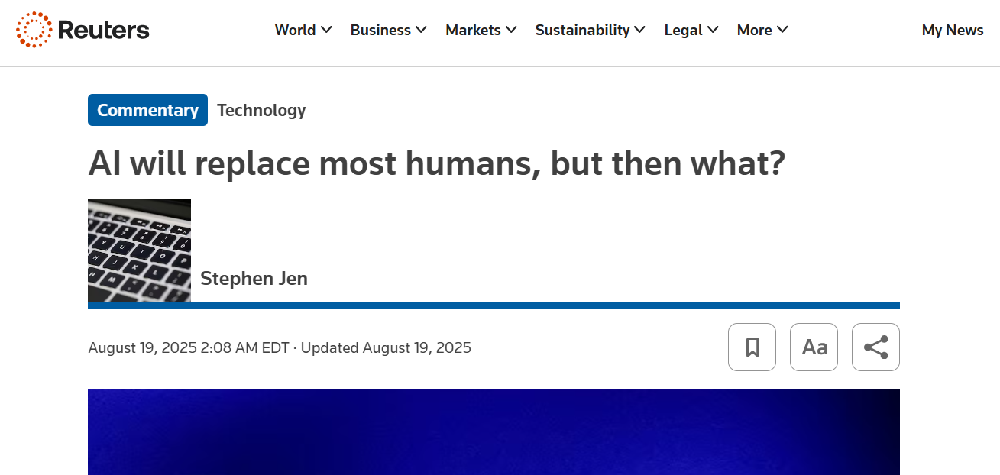 Reuters
World Business Markets Sustainability Legal More My News
Commentary Technology
AI will replace most humans, but then what?
Stephen Jen
August 19, 2025 2:08 AM EDT · Updated August 19, 2025
Aa